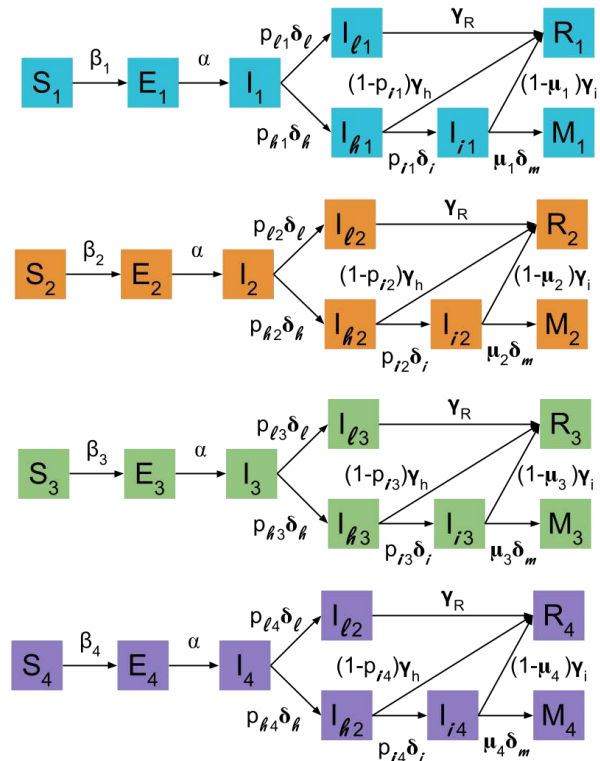 pℓ1δℓ Iℓ1 γR R1
S1 β1 E1 α I1 (1-pi1)γh (1-μ1)γi
ph1δh Ih1 pi1δi Ii1 μ1δm M1
pℓ2δℓ Iℓ2 γR R2
S2 β2 E2 α I2 (1-pi2)γh (1-μ2)γi
ph2δh Ih2 pi2δi Ii2 μ2δm M2
pℓ3δℓ Iℓ3 γR R3
S3 β3 E3 α I3 (1-pi3)γh (1-μ3)γi
ph3δh Ih3 pi3δi Ii3 μ3δm M3
pℓ4δℓ Iℓ2 γR R4
S4 β4 E4 α I4 (1-pi4)γh (1-μ4)γi
ph4δh Ih2 pi4δi Ii4 μ4δm M4